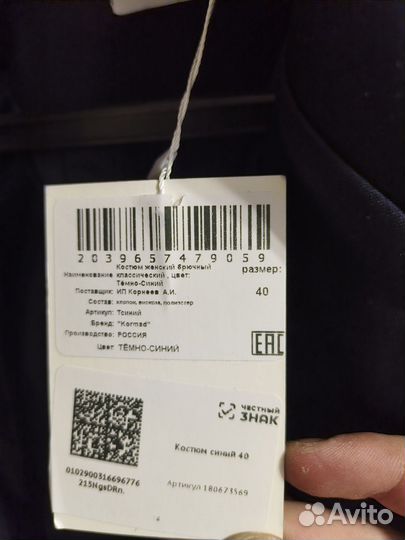 2039657479059
Костюм женский брючный
Наименование классический , цвет: размер:
Тёмно-Синий
Поставщик: ИП Корнеев А.И. 40
Состав: хлопок, вискоза, полиэстер
Артикул: Тсиний
Бренд: "Kormad"
Производство: РОССИЯ
Цвет ТЁМНО-СИНИЙ
EAC
ЧЕСТНЫЙ
ЗНАК
Костюм синий 40
0102900316696776
215NgsDRn.
Артикул 180673569
Avito